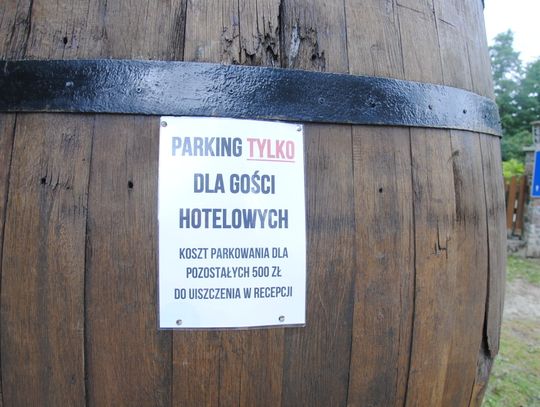 PARKING TYLKO
DLA GOŚCI
HOTELOWYCH
KOSZT PARKOWANIA DLA
POZOSTAŁYCH 500 ZŁ
DO UISZCZENIA W RECEPCJI